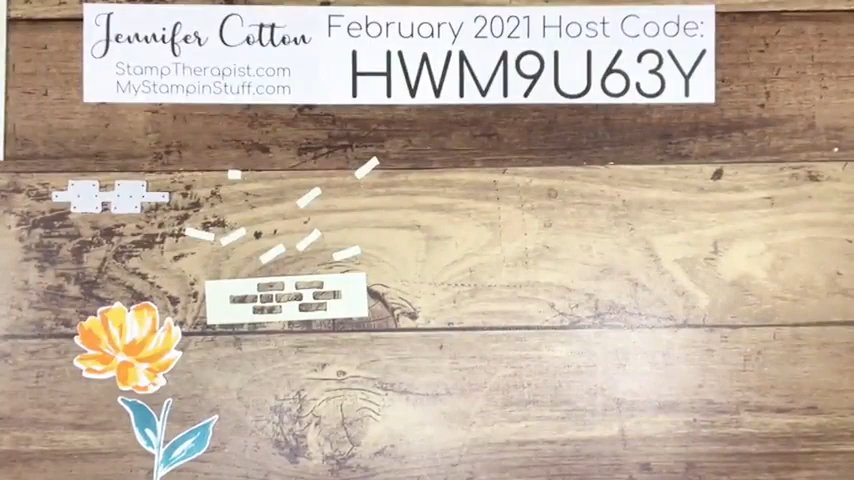 Jennifer Cotton
StampTherapist.com
MyStampinStuff.com
February 2021 Host Code:
HWM9U63Y